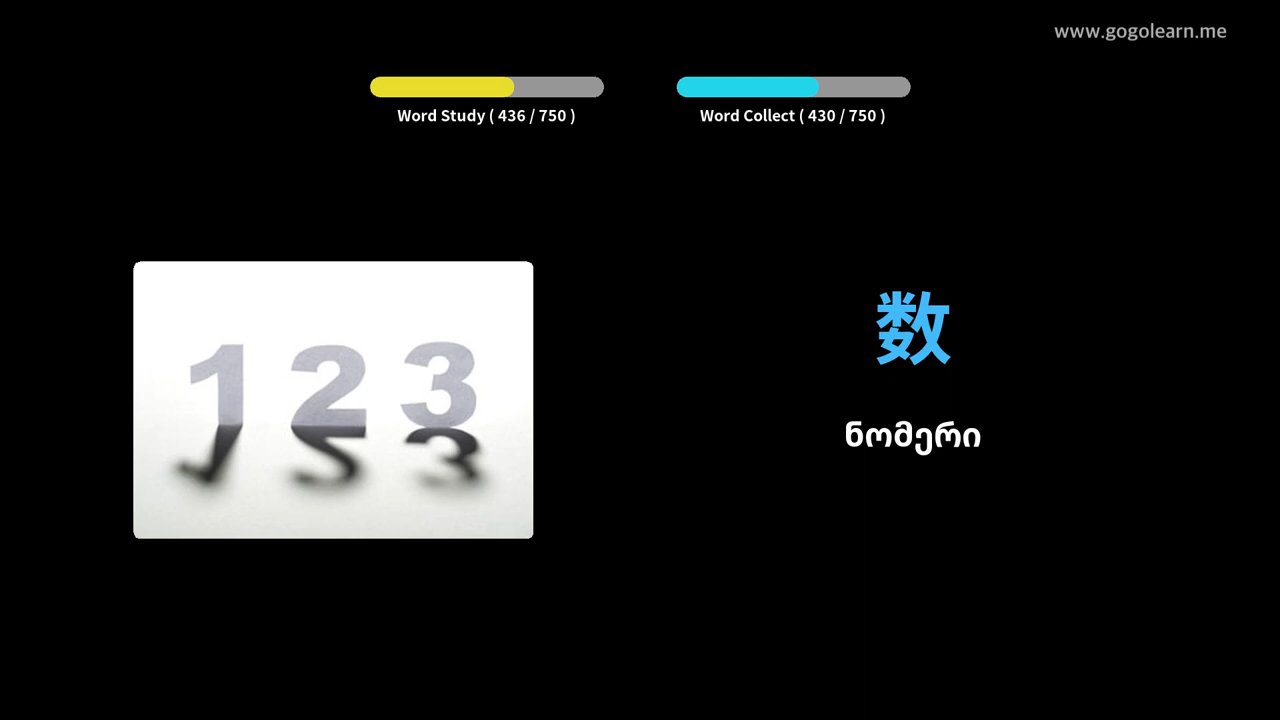 www.gogolearn.me
Word Study ( 436 / 750 )
Word Collect ( 430 / 750 )
1 2 3
数
ნომერი